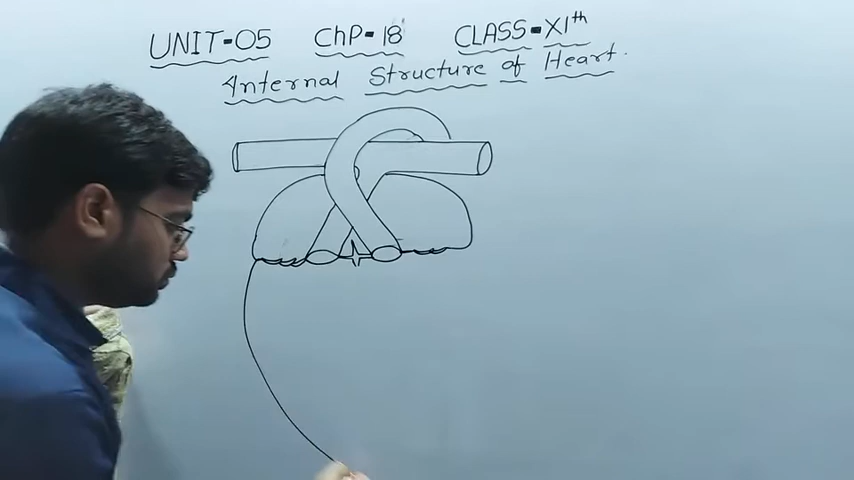 UNIT-05 ChP-18 CLASS-XIth
Internal Structure of Heart.